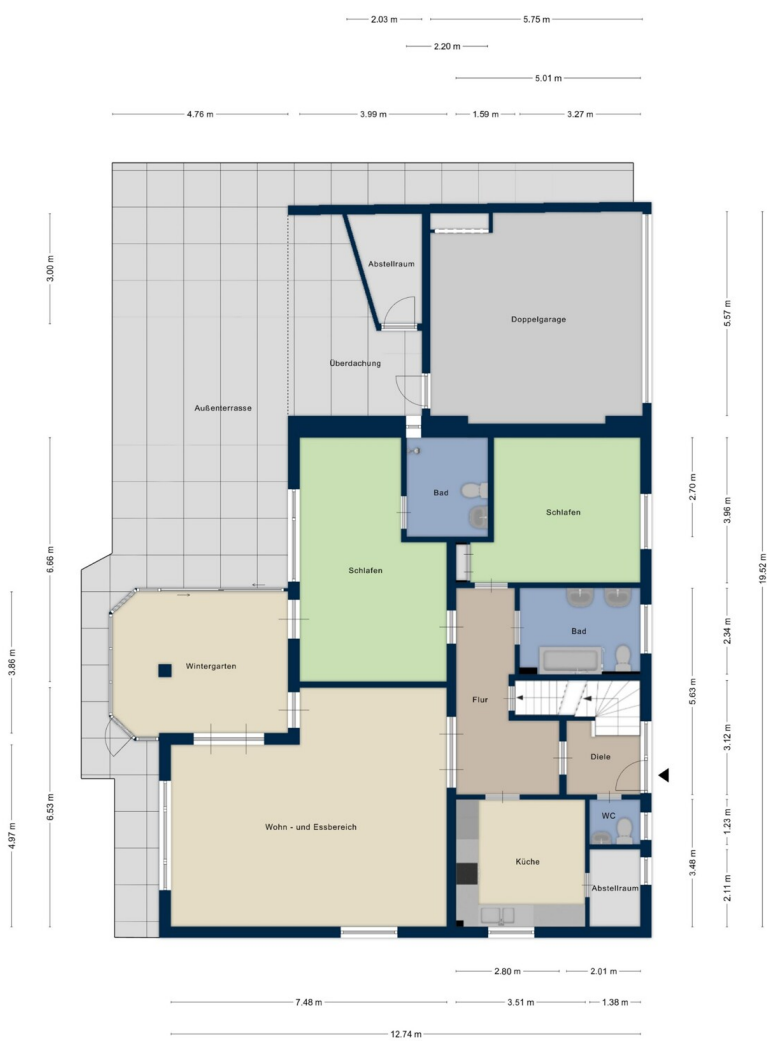 2.03 m
5.75 m
2.20 m
5.01 m
4.76 m
3.99 m
1.59 m
3.27 m
3.00 m
Abstellraum
Doppelgarage
5.57 m
Überdachung
Außenterrasse
2.70 m
Bad
Schlafen
3.96 m
6.66 m
Schlafen
19.52 m
Bad
2.34 m
3.86 m
Wintergarten
Flur
5.63 m
3.12 m
Diele
6.53 m
4.97 m
Wohn - und Essbereich
WC
1.23 m
Küche
3.48 m
Abstellraum
2.11 m
2.80 m
2.01 m
7.48 m
3.51 m
1.38 m
12.74 m